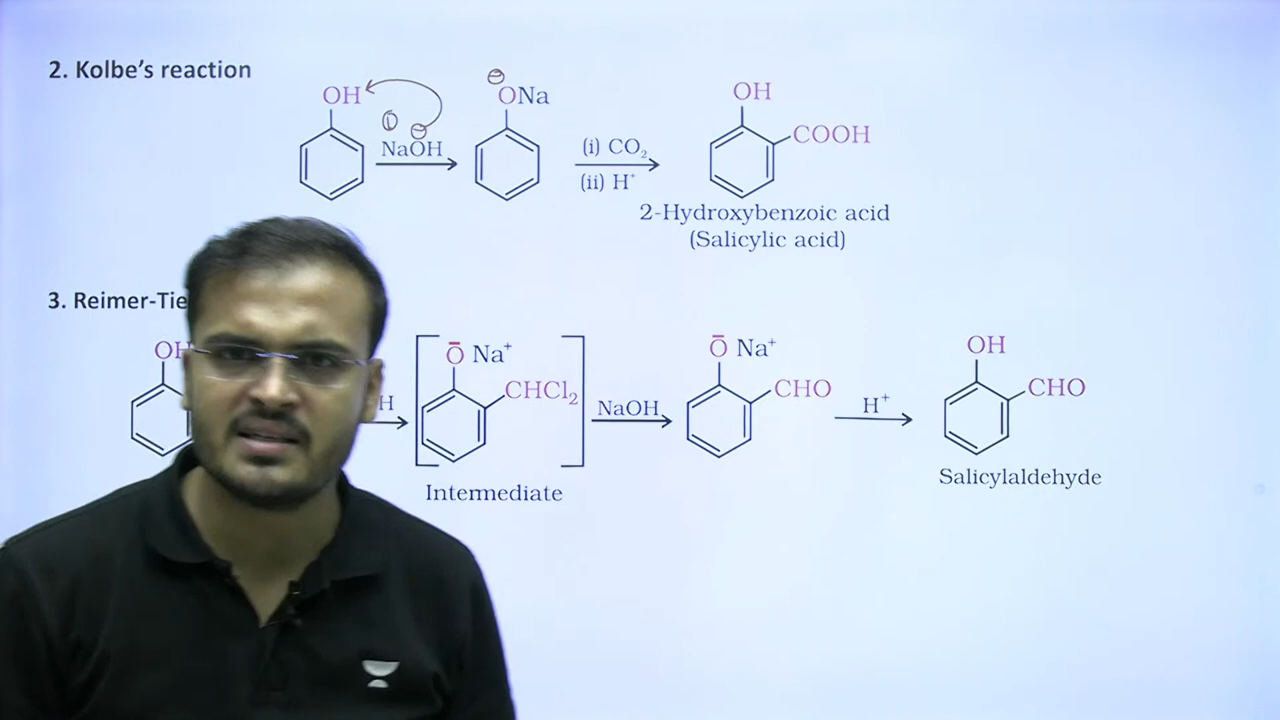 2. Kolbe's reaction
OH
NaOH
ONa
(i) CO₂
(ii) H⁺
OH
COOH
2-Hydroxybenzoic acid
(Salicylic acid)
3. Reimer-Tie
OH
H
Ō Na⁺
CHCl₂
Intermediate
NaOH
Ō Na⁺
CHO
H⁺
OH
CHO
Salicylaldehyde